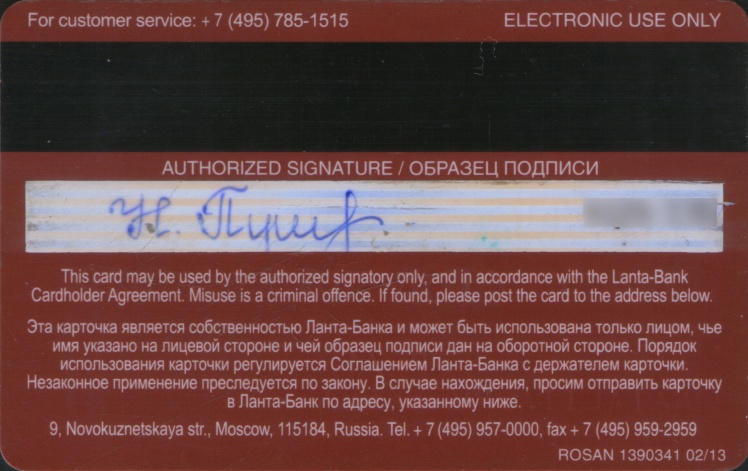 For customer service: +7 (495) 785-1515 ELECTRONIC USE ONLY
AUTHORIZED SIGNATURE / ОБРАЗЕЦ ПОДПИСИ
This card may be used by the authorized signatory only, and in accordance with the Lanta-Bank
Cardholder Agreement. Misuse is a criminal offence. If found, please post the card to the address below.
Эта карточка является собственностью Ланта-Банка и может быть использована только лицом, чье
имя указано на лицевой стороне и чей образец подписи дан на оборотной стороне. Порядок
использования карточки регулируется Соглашением Ланта-Банка с держателем карточки.
Незаконное применение преследуется по закону. В случае нахождения, просим отправить карточку
в Ланта-Банк по адресу, указанному ниже.
9, Novokuznetskaya str., Moscow, 115184, Russia. Tel. + 7 (495) 957-0000, fax + 7 (495) 959-2959
ROSAN 1390341 02/13